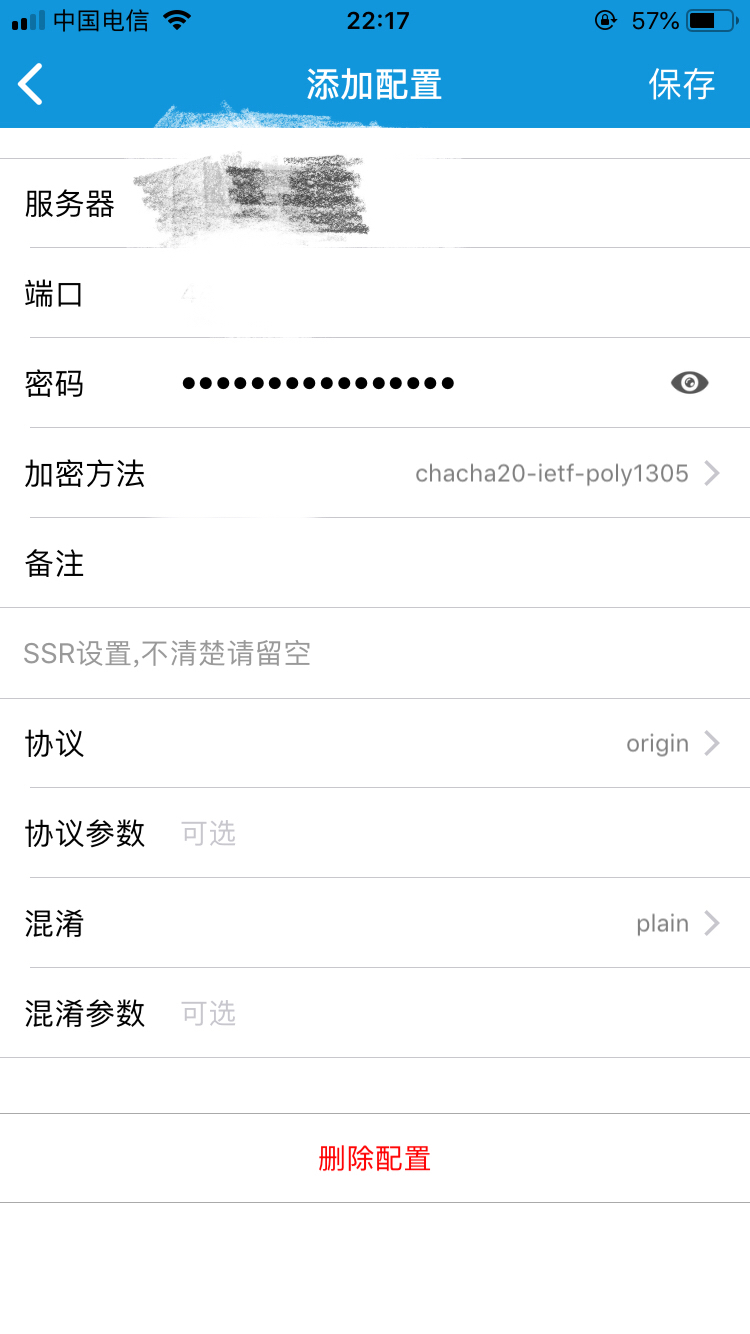 中国电信
22:17
57%
添加配置
保存
服务器
端口
密码
加密方法
chacha20-ietf-poly1305
备注
SSR设置,不清楚请留空
协议
origin
协议参数
可选
混淆
plain
混淆参数
可选
删除配置